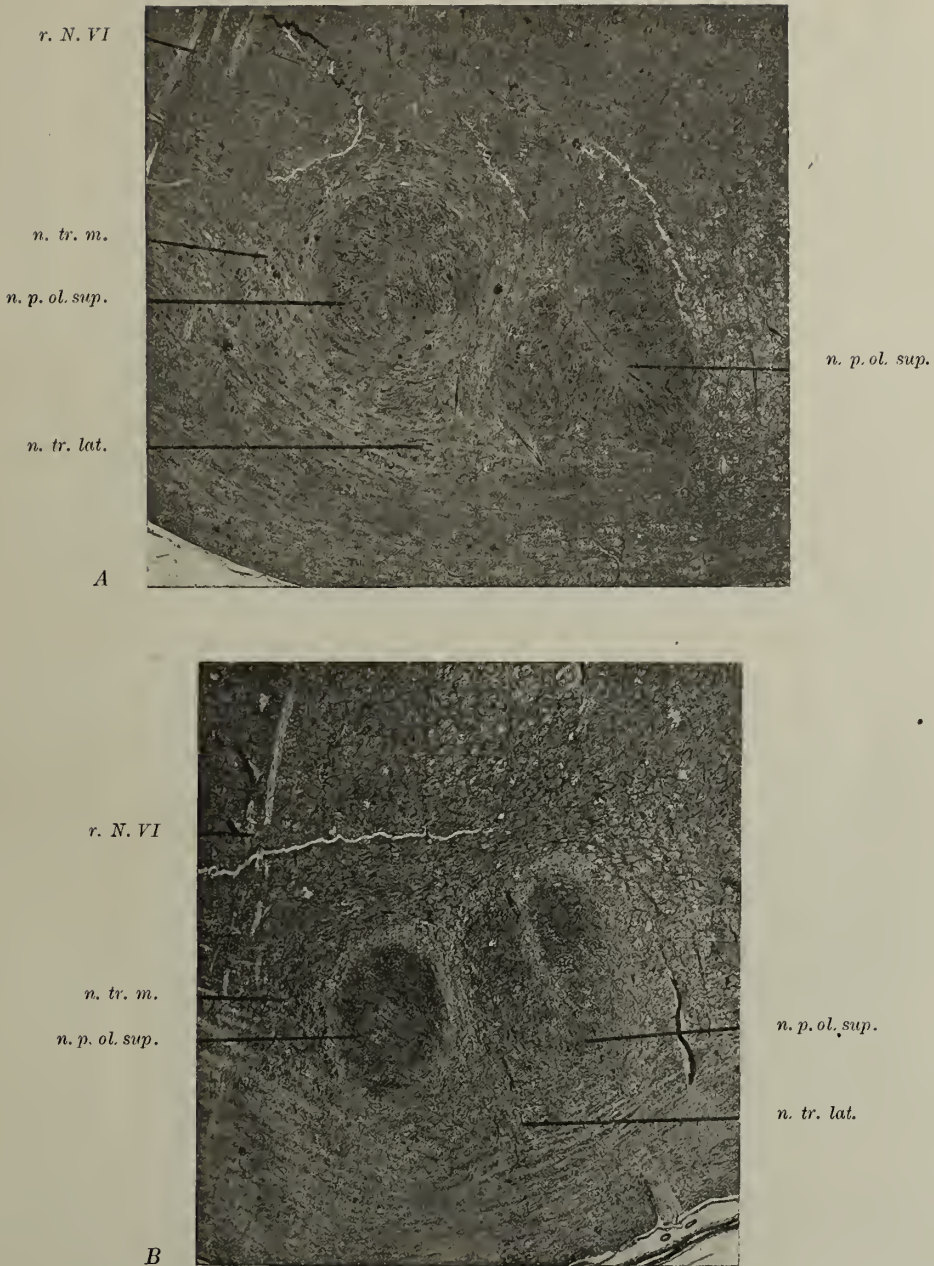 r. N. VI
n. tr. m.
n. p. ol. sup.
n. p. ol. sup.
n. tr. lat.
A
r. N. VI
n. tr. m.
n. p. ol. sup.
n. p. ol. sup.
n. tr. lat.
B